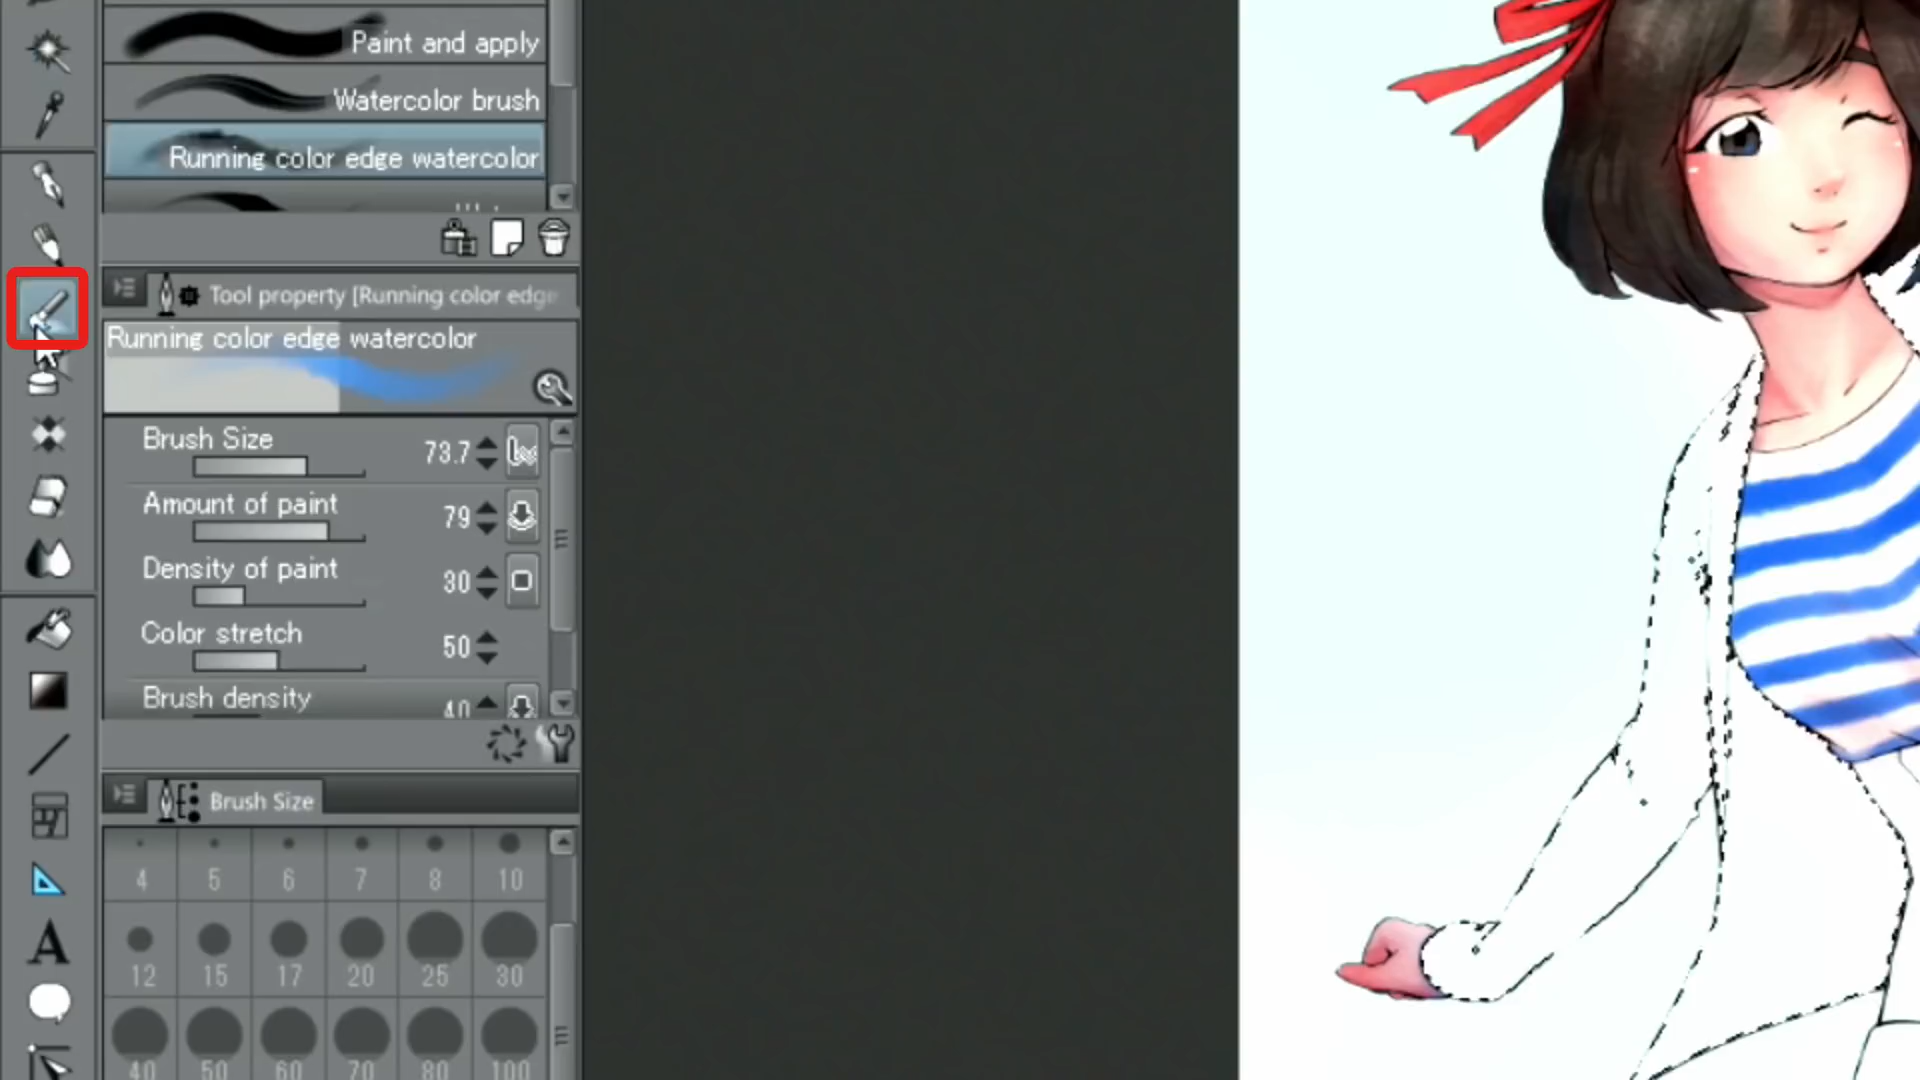 Paint and apply
Watercolor brush
Running color edge watercolor
Tool property [Running color edge
Running color edge watercolor
Brush Size 73.7
Amount of paint 79
Density of paint 30
Color stretch 50
Brush density 40
Brush Size
4 5 6 7 8 10
12 15 17 20 25 30
40 50 60 70 80 100
A